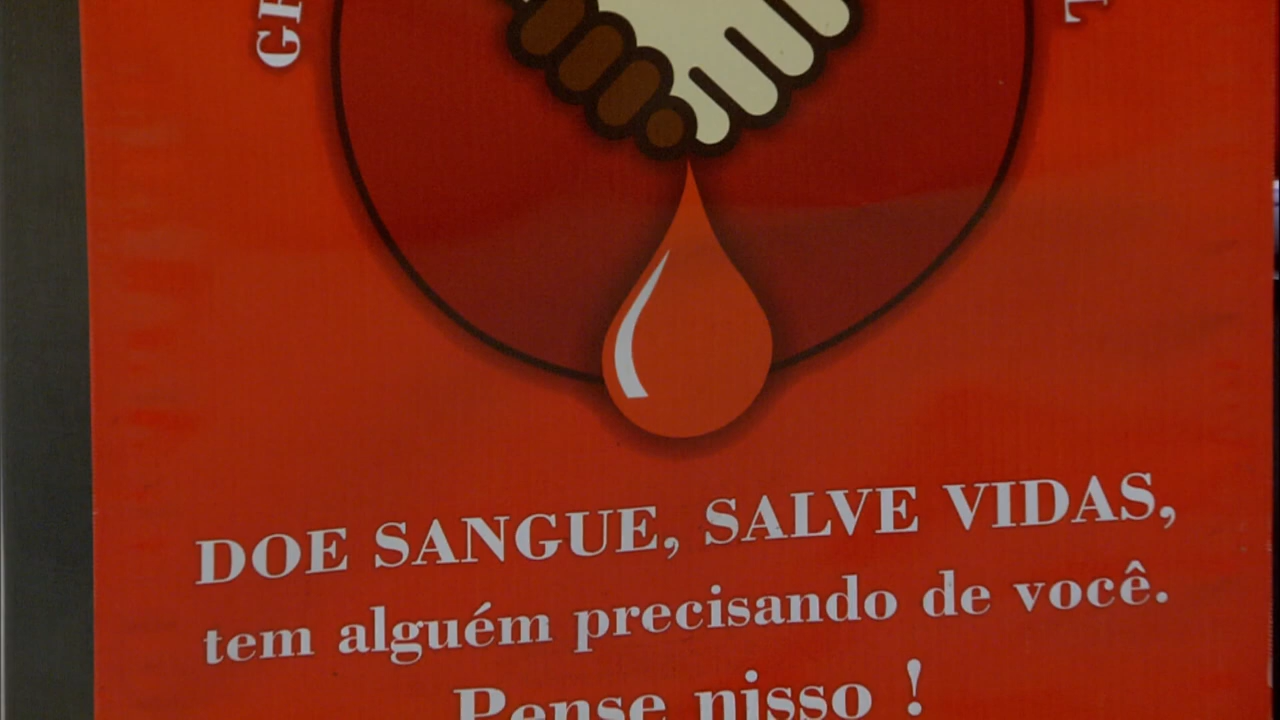 DOE SANGUE, SALVE VIDAS,
tem alguém precisando de você.
Pense nisso !